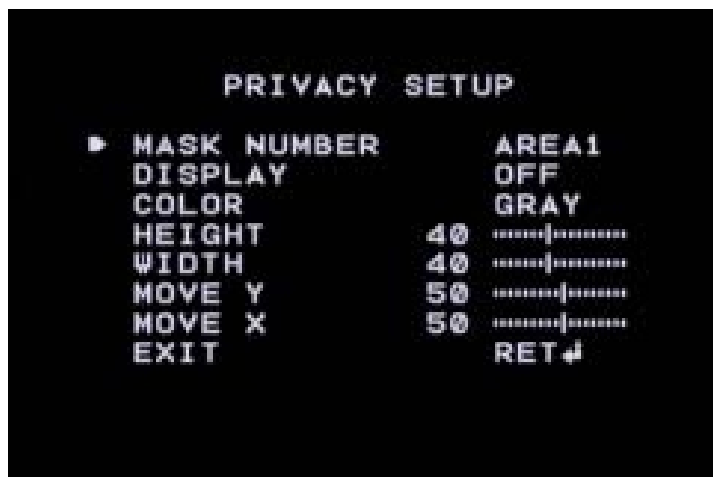 PRIVACY SETUP
MASK NUMBER AREA1
DISPLAY OFF
COLOR GRAY
HEIGHT 40
WIDTH 40
MOVE Y 50
MOVE X 50
EXIT RET↲